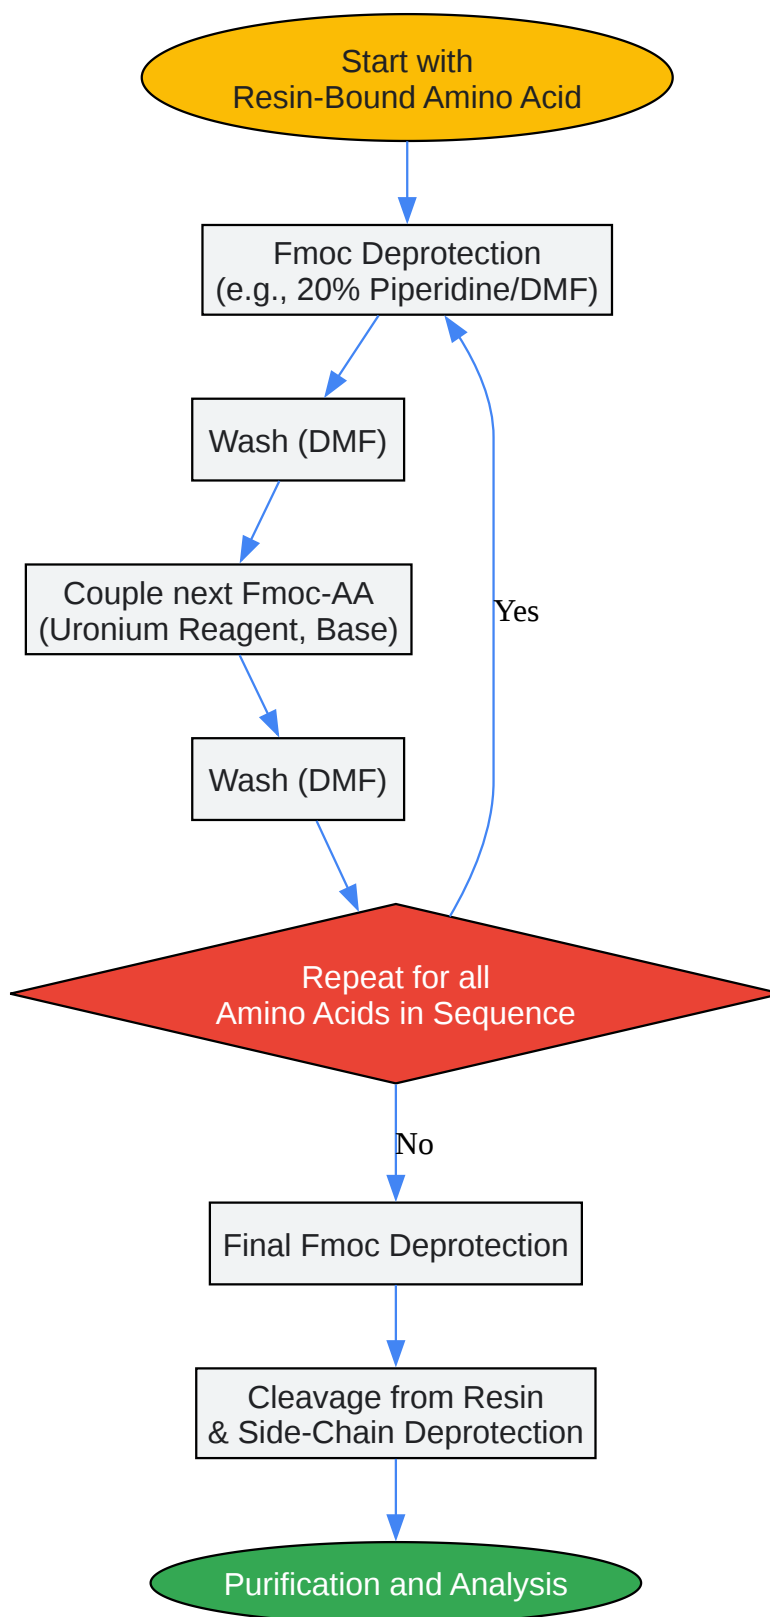 Start with
Resin-Bound Amino Acid
Fmoc Deprotection
(e.g., 20% Piperidine/DMF)
Wash (DMF)
Couple next Fmoc-AA
(Uronium Reagent, Base)
Yes
Wash (DMF)
Repeat for all
Amino Acids in Sequence
No
Final Fmoc Deprotection
Cleavage from Resin
& Side-Chain Deprotection
Purification and Analysis